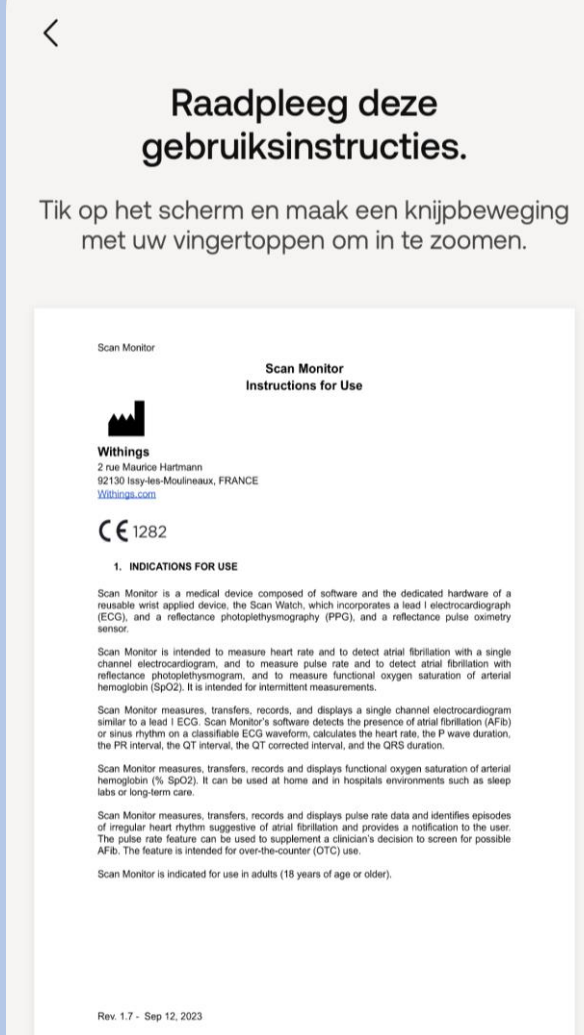 Raadpleeg deze
gebruiksinstructies.
Tik op het scherm en maak een knijpbeweging
met uw vingertoppen om in te zoomen.
Scan Monitor
Scan Monitor
Instructions for Use
Withings
2 rue Maurice Hartmann
92130 Issy-les-Moulineaux, FRANCE
Withings.com
CE 1282
1. INDICATIONS FOR USE
Scan Monitor is a medical device composed of software and the dedicated hardware of a
reusable wrist applied device, the Scan Watch, which incorporates a lead I electrocardiograph
(ECG), and a reflectance photoplethysmography (PPG), and a reflectance pulse oximetry
sensor.
Scan Monitor is intended to measure heart rate and to detect atrial fibrillation with a single
channel electrocardiogram, and to measure pulse rate and to detect atrial fibrillation with
reflectance photoplethysmogram, and to measure functional oxygen saturation of arterial
hemoglobin (SpO2). It is intended for intermittent measurements.
Scan Monitor measures, transfers, records, and displays a single channel electrocardiogram
similar to a lead I ECG. Scan Monitor's software detects the presence of atrial fibrillation (AFib)
or sinus rhythm on a classifiable ECG waveform, calculates the heart rate, the P wave duration,
the PR interval, the QT interval, the QT corrected interval, and the QRS duration.
Scan Monitor measures, transfers, records and displays functional oxygen saturation of arterial
hemoglobin (% SpO2). It can be used at home and in hospitals environments such as sleep
labs or long-term care.
Scan Monitor measures, transfers, records and displays pulse rate data and identifies episodes
of irregular heart rhythm suggestive of atrial fibrillation and provides a notification to the user.
The pulse rate feature can be used to supplement a clinician's decision to screen for possible
AFib. The feature is intended for over-the-counter (OTC) use.
Scan Monitor is indicated for use in adults (18 years of age or older).
Rev. 1.7 - Sep 12, 2023